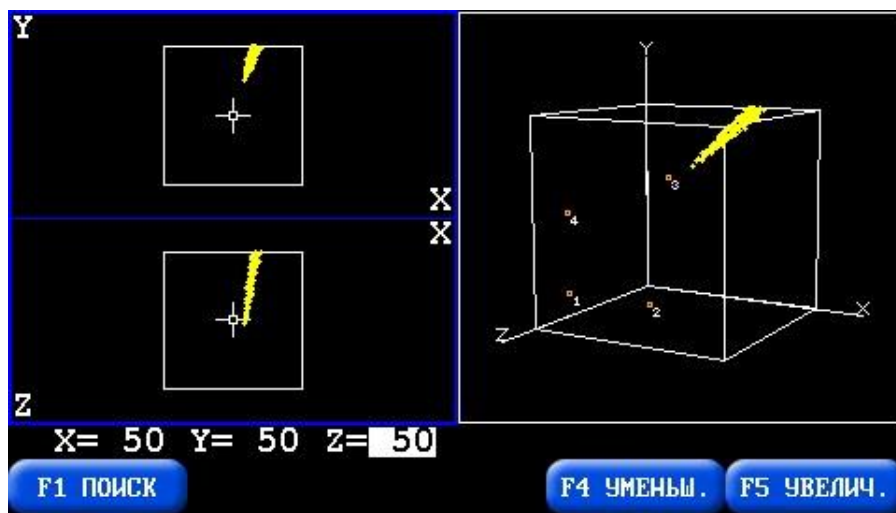 Y
X
X
Z
X= 50 Y= 50 Z= 50
Y
3
4
1
2
X
Z
F1 ПОИСК
F4 УМЕНЬШ.
F5 УВЕЛИЧ.